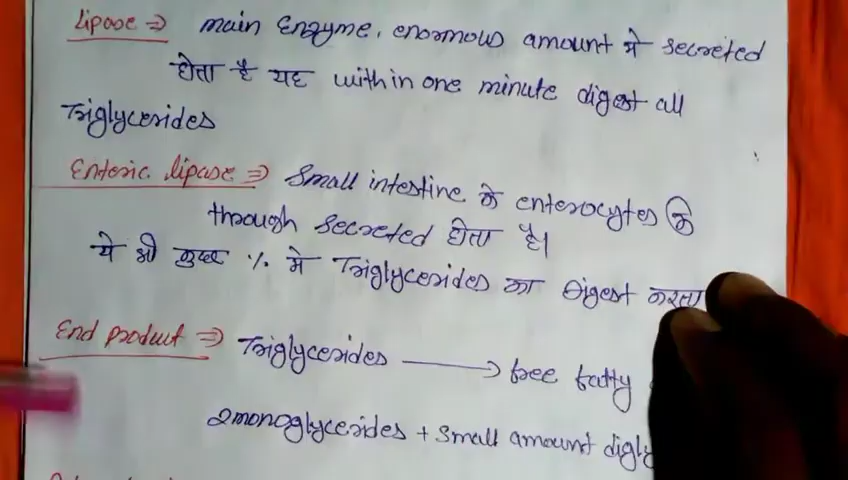 Lipase ⇒ main Enzyme, enormous amount मे secreted
होता है यह within one minute digest all
Triglycerides
Enteric lipase ⇒ Small intestine के enterocytes के
through secreted होता है।
ये भी कुछ % मे Triglycerides का Digest करता
End product ⇒ Triglycerides ⟶ free fatty
2monoglycerides + small amount